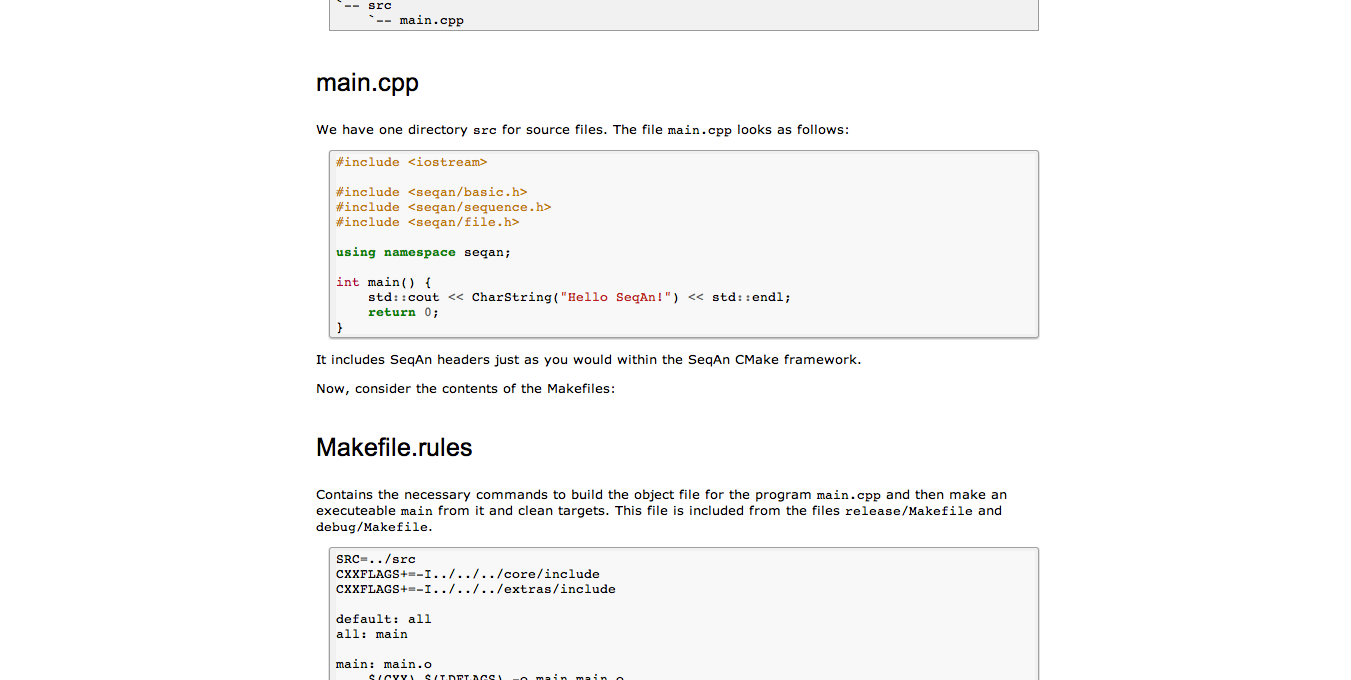 `-- src
    `-- main.cpp
main.cpp
We have one directory src for source files. The file main.cpp looks as follows:
#include <iostream>
#include <seqan/basic.h>
#include <seqan/sequence.h>
#include <seqan/file.h>
using namespace seqan;
int main() {
    std::cout << CharString("Hello SeqAn!") << std::endl;
    return 0;
}
It includes SeqAn headers just as you would within the SeqAn CMake framework.
Now, consider the contents of the Makefiles:
Makefile.rules
Contains the necessary commands to build the object file for the program main.cpp and then make an
executeable main from it and clean targets. This file is included from the files release/Makefile and
debug/Makefile.
SRC=../src
CXXFLAGS+=-I../../../core/include
CXXFLAGS+=-I../../../extras/include
default: all
all: main
main: main.o
    $(CXX) $(LDFLAGS) -o main main.o